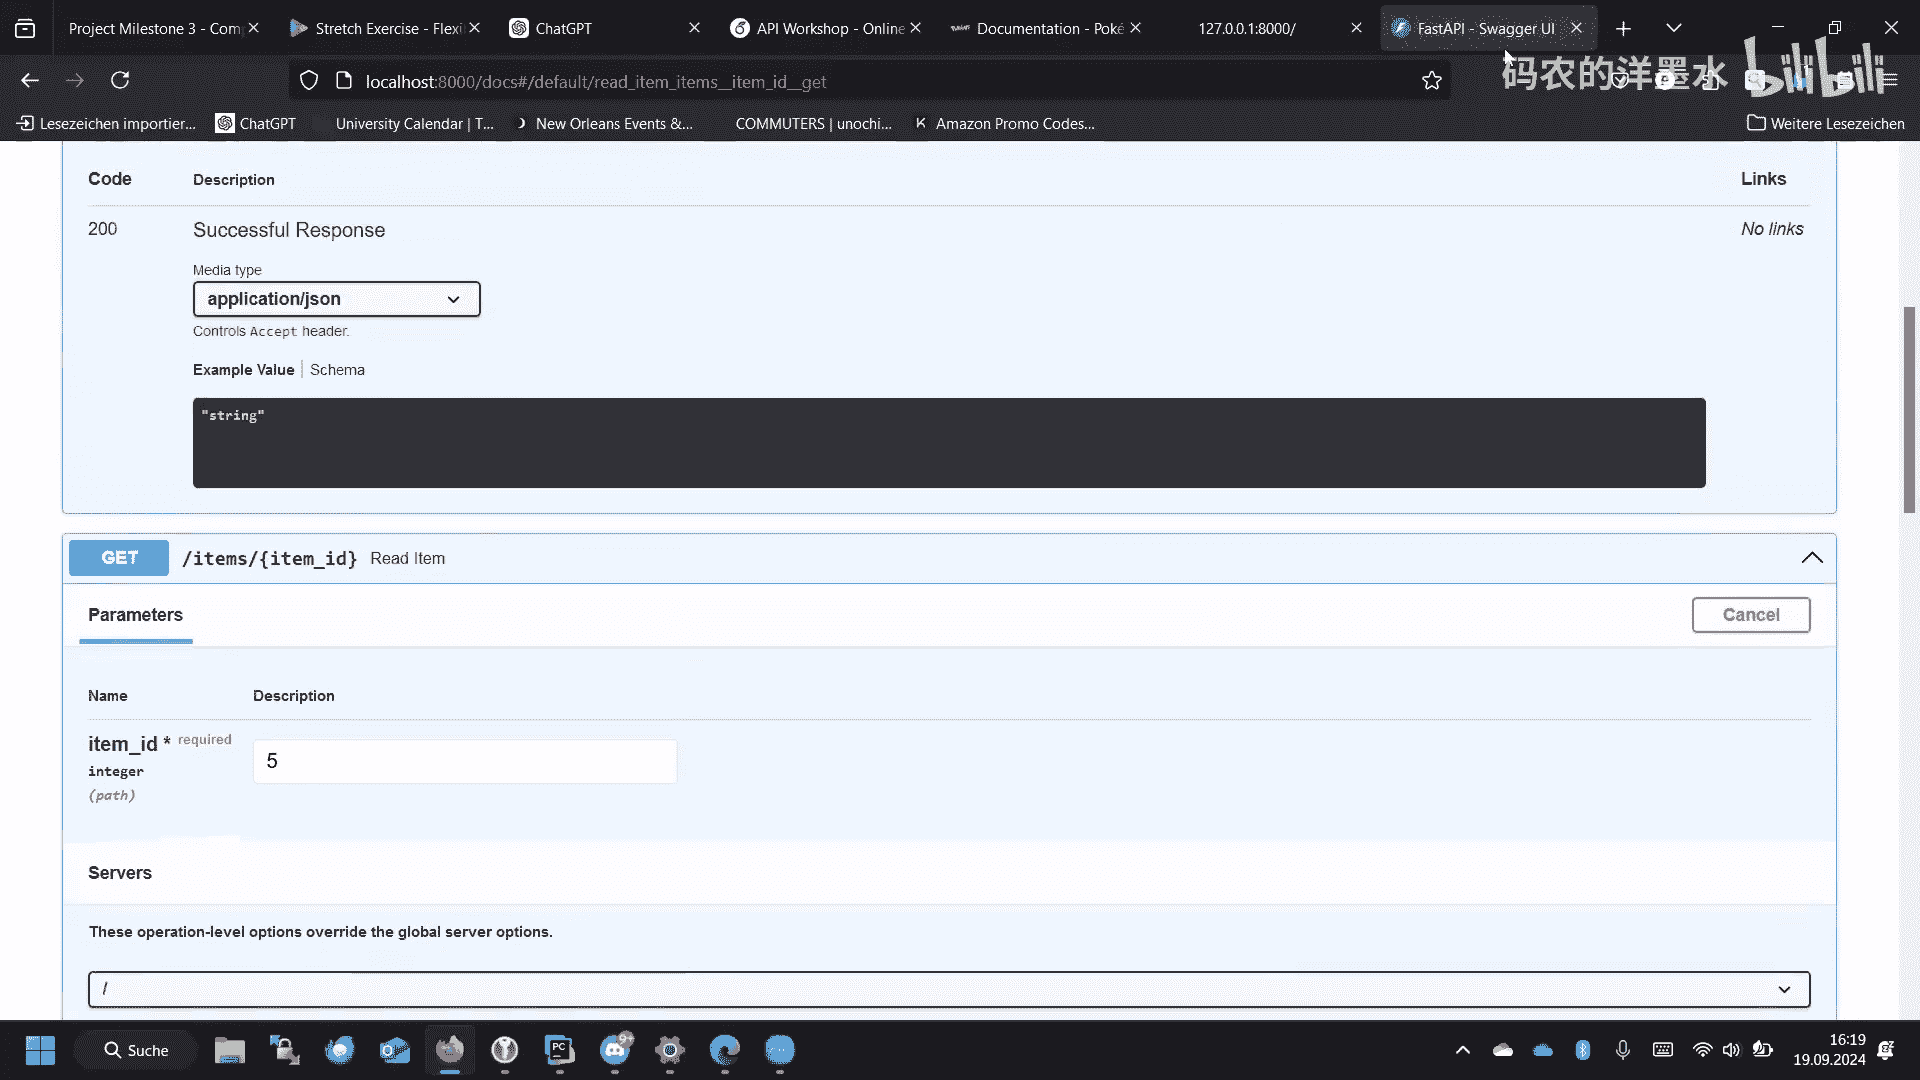 Project Milestone 3 - Com
Stretch Exercise - Flexi
ChatGPT
API Workshop - Online
Documentation - Poké
127.0.0.1:8000/
FastAPI - Swagger UI
localhost:8000/docs#/default/read_item_items__item_id__get
码农的洋墨水 bilibili
Lesezeichen importier...
ChatGPT
University Calendar | T...
New Orleans Events &...
COMMUTERS | unochi...
K Amazon Promo Codes...
Weitere Lesezeichen
Code Description Links
200 Successful Response No links
Media type
application/json
Controls Accept header.
Example Value | Schema
"string"
GET /items/{item_id} Read Item
Parameters Cancel
Name Description
item_id * required
integer
(path)
5
Servers
These operation-level options override the global server options.
/
Suche
PC
9+
16:19
19.09.2024